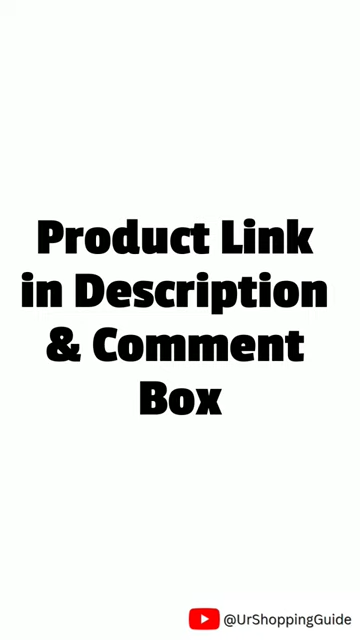 Product Link
in Description
& Comment
Box
@UrShoppingGuide